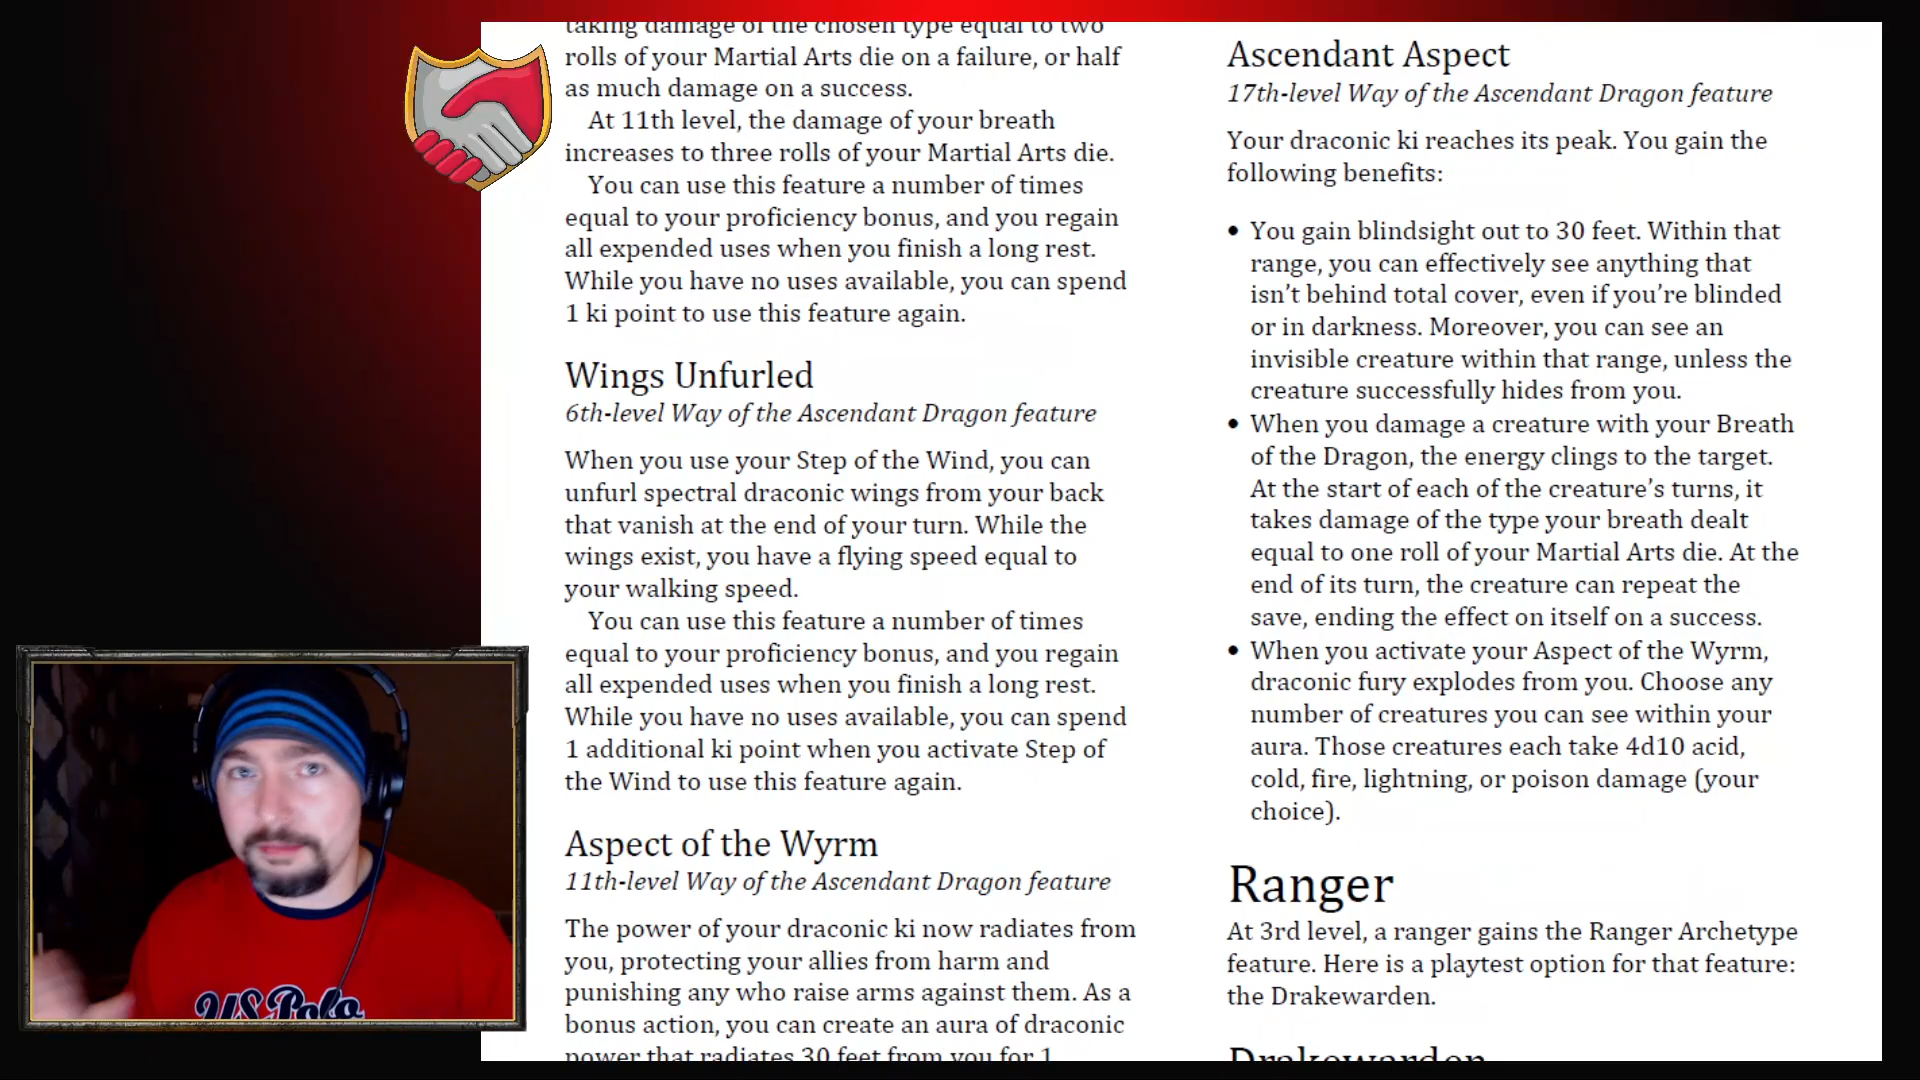 taking damage of the chosen type equal to two
rolls of your Martial Arts die on a failure, or half
as much damage on a success.
At 11th level, the damage of your breath
increases to three rolls of your Martial Arts die.
You can use this feature a number of times
equal to your proficiency bonus, and you regain
all expended uses when you finish a long rest.
While you have no uses available, you can spend
1 ki point to use this feature again.
Wings Unfurled
6th-level Way of the Ascendant Dragon feature
When you use your Step of the Wind, you can
unfurl spectral draconic wings from your back
that vanish at the end of your turn. While the
wings exist, you have a flying speed equal to
your walking speed.
You can use this feature a number of times
equal to your proficiency bonus, and you regain
all expended uses when you finish a long rest.
While you have no uses available, you can spend
1 additional ki point when you activate Step of
the Wind to use this feature again.
Aspect of the Wyrm
11th-level Way of the Ascendant Dragon feature
The power of your draconic ki now radiates from
you, protecting your allies from harm and
punishing any who raise arms against them. As a
bonus action, you can create an aura of draconic
power that radiates 30 feet from you for 1
Ascendant Aspect
17th-level Way of the Ascendant Dragon feature
Your draconic ki reaches its peak. You gain the
following benefits:
• You gain blindsight out to 30 feet. Within that
range, you can effectively see anything that
isn't behind total cover, even if you're blinded
or in darkness. Moreover, you can see an
invisible creature within that range, unless the
creature successfully hides from you.
• When you damage a creature with your Breath
of the Dragon, the energy clings to the target.
At the start of each of the creature's turns, it
takes damage of the type your breath dealt
equal to one roll of your Martial Arts die. At the
end of its turn, the creature can repeat the
save, ending the effect on itself on a success.
• When you activate your Aspect of the Wyrm,
draconic fury explodes from you. Choose any
number of creatures you can see within your
aura. Those creatures each take 4d10 acid,
cold, fire, lightning, or poison damage (your
choice).
Ranger
At 3rd level, a ranger gains the Ranger Archetype
feature. Here is a playtest option for that feature:
the Drakewarden.
Drakewarden
US Polo